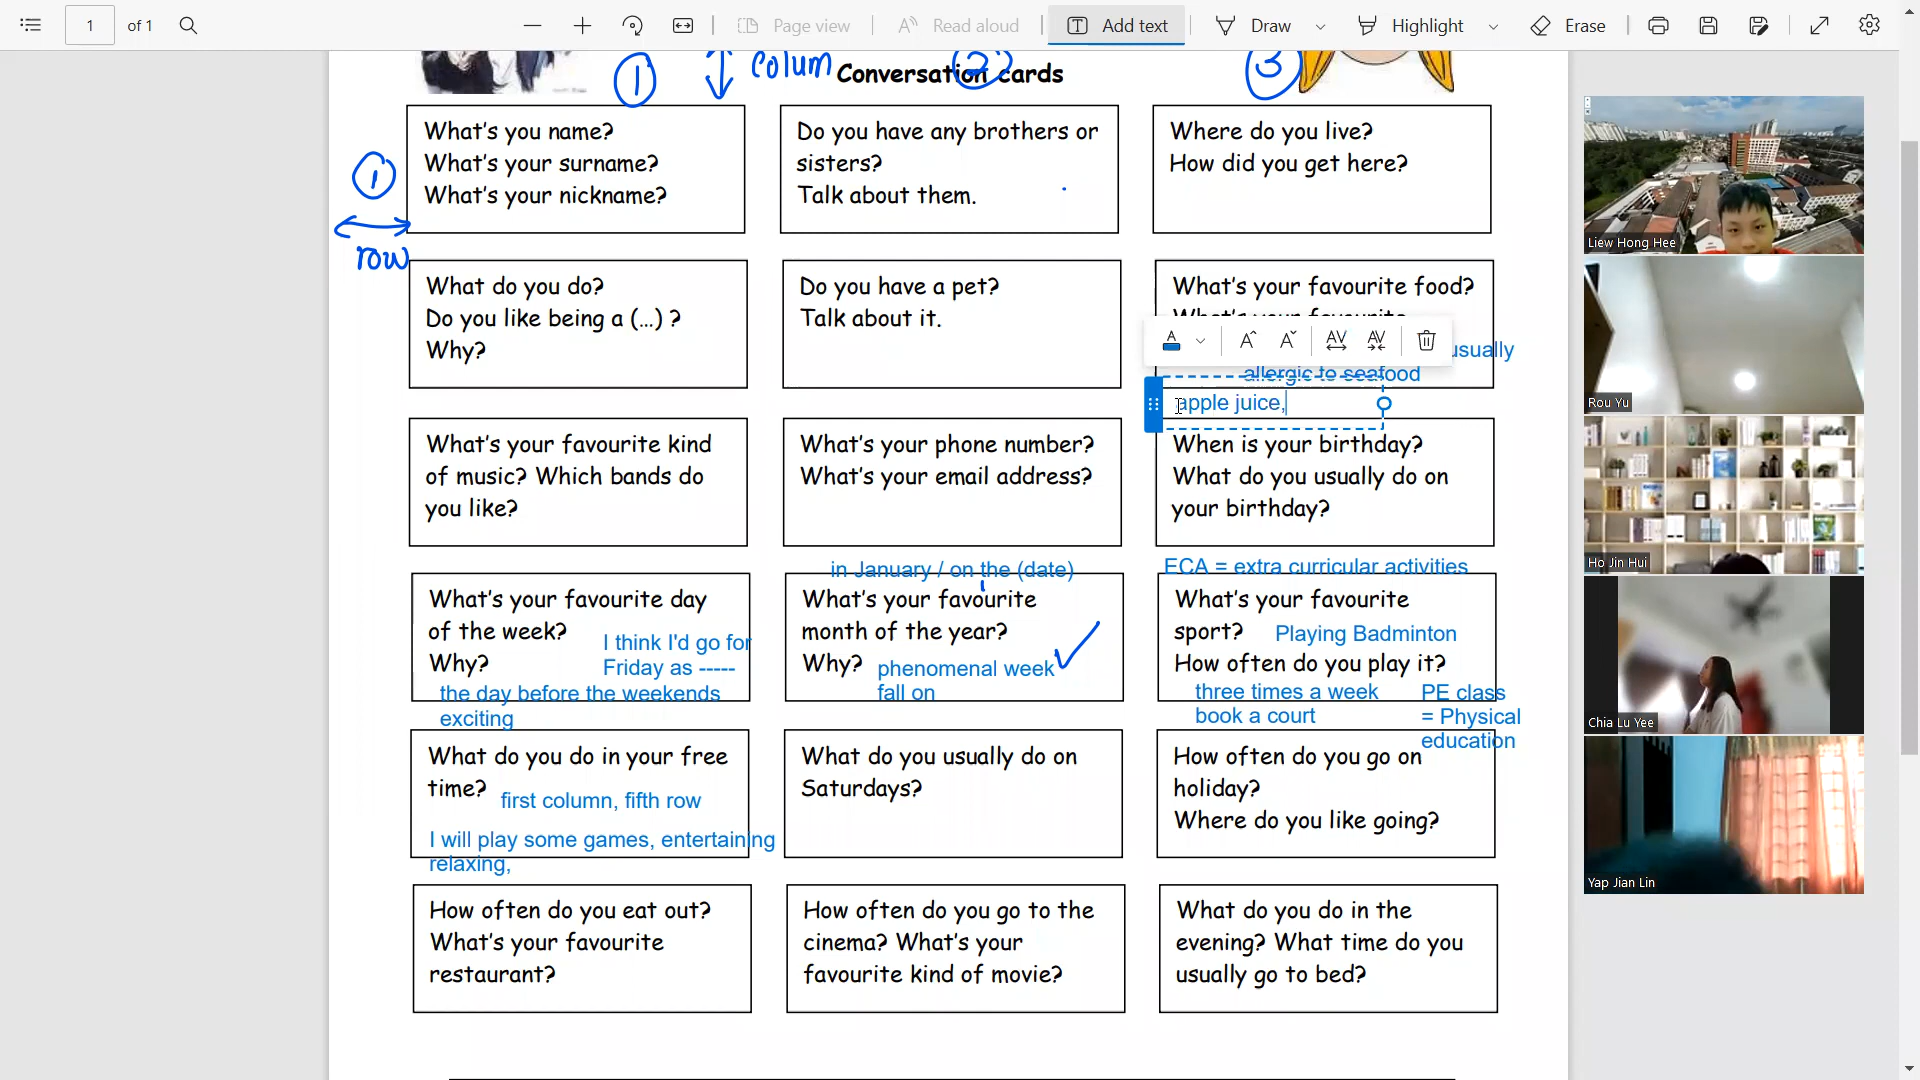 1
of 1
Page view
Read aloud
Add text
Draw
Highlight
Erase
1
colum
2
3
Conversation cards
1
row
What's you name?
What's your surname?
What's your nickname?
Do you have any brothers or
sisters?
Talk about them.
Where do you live?
How did you get here?
What do you do?
Do you like being a (...) ?
Why?
Do you have a pet?
Talk about it.
What's your favourite food?
What's your favourite
usually
allergic to seafood
apple juice,
What's your favourite kind
of music? Which bands do
you like?
What's your phone number?
What's your email address?
When is your birthday?
What do you usually do on
your birthday?
in January / on the (date)
ECA = extra curricular activities
What's your favourite day
of the week?
Why?
I think I'd go for
Friday as -----
the day before the weekends
exciting
What's your favourite
month of the year?
Why?
phenomenal week
fall on
What's your favourite
sport?
Playing Badminton
How often do you play it?
three times a week
book a court
PE class
= Physical
education
What do you do in your free
time?
first column, fifth row
I will play some games, entertaining
relaxing,
What do you usually do on
Saturdays?
How often do you go on
holiday?
Where do you like going?
How often do you eat out?
What's your favourite
restaurant?
How often do you go to the
cinema? What's your
favourite kind of movie?
What do you do in the
evening? What time do you
usually go to bed?
Liew Hong Hee
Rou Yu
Ho Jin Hui
Chia Lu Yee
Yap Jian Lin